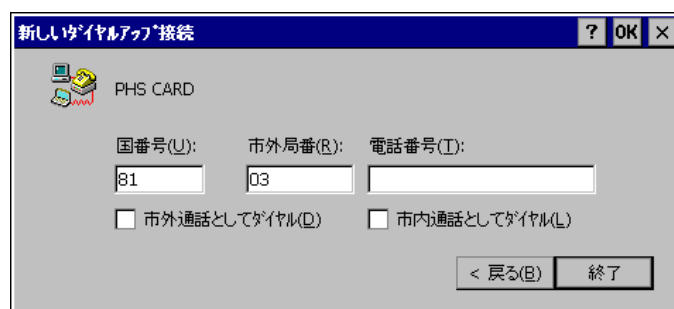 新しいﾀﾞｲﾔﾙｱｯﾌﾟ接続 ? OK ×
PHS CARD
国番号(U): 市外局番(R): 電話番号(T):
81 03
市外通話としてﾀﾞｲﾔﾙ(D) 市内通話としてﾀﾞｲﾔﾙ(L)
< 戻る(B) 終了